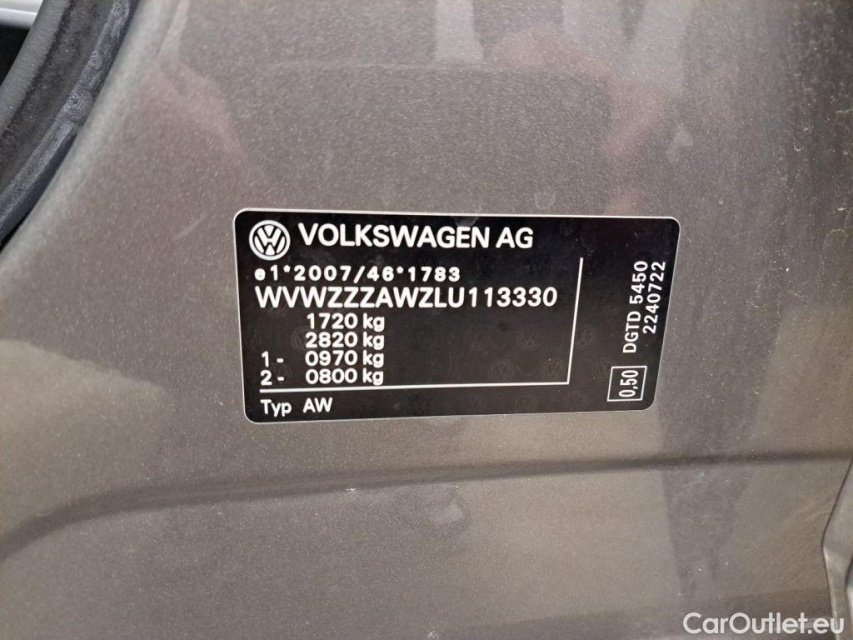 VOLKSWAGEN AG
e1*2007/46*1783
WVWZZZAWZLU113330
1720 kg
2820 kg
1- 0970 kg
2- 0800 kg
Typ AW
DGTD 5450
2240722
0,50
CarOutlet.eu